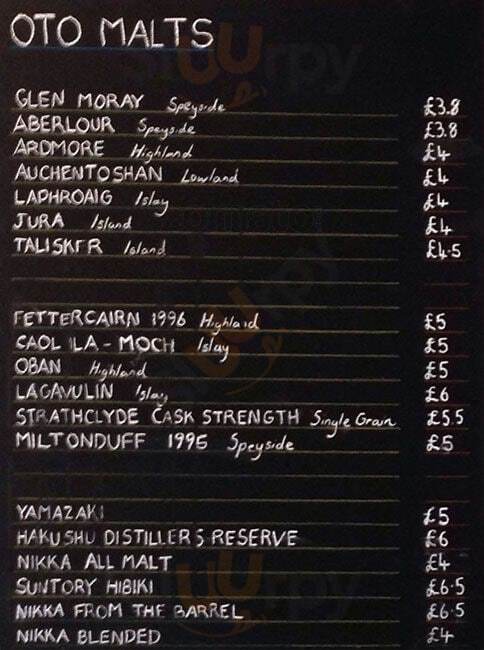 OTO MALTS
GLEN MORAY Speyside £3.8
ABERLOUR Speyside £3.8
ARDMORE Highland £4
AUCHENTOSHAN Lowland £4
LAPHROAIG Islay £4
JURA Island £4
TALISKER Island £4.5
FETTERCAIRN 1996 Highland £5
CAOL ILA - MOCH Islay £5
OBAN Highland £5
LAGAVULIN Islay £6
STRATHCLYDE CASK STRENGTH Single Grain £5.5
MILTONDUFF 1995 Speyside £5
YAMAZAKI £5
HAKUSHU DISTILLERS RESERVE £6
NIKKA ALL MALT £4
SUNTORY HIBIKI £6.5
NIKKA FROM THE BARREL £6.5
NIKKA BLENDED £4